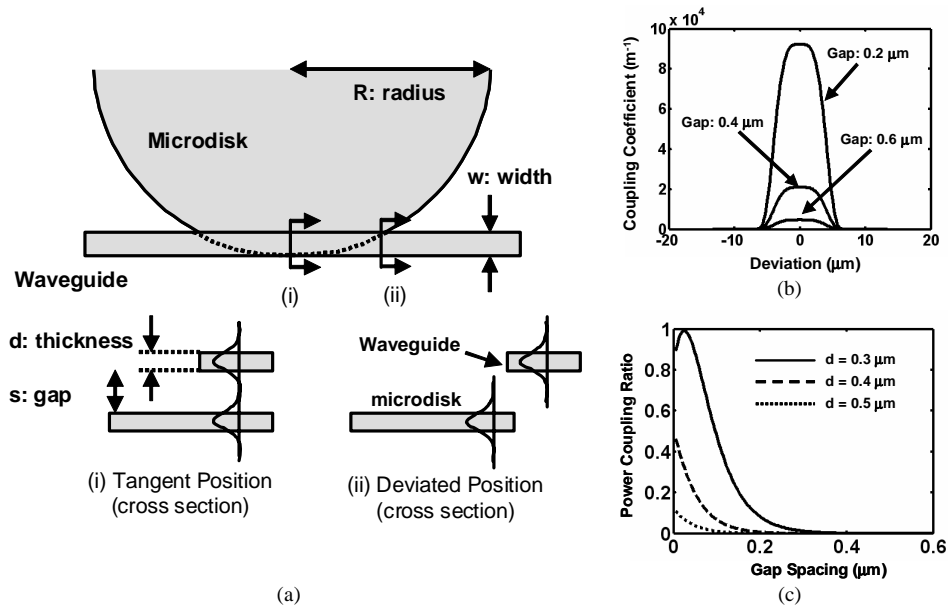 R: radius
Microdisk
w: width
Waveguide
(i)
(ii)
d: thickness
s: gap
Waveguide
microdisk
(i) Tangent Position
(cross section)
(ii) Deviated Position
(cross section)
(a)
10 x 10⁴
8
6
4
2
0
-20
-10
0
10
20
Coupling Coefficient (m⁻¹)
Gap: 0.2 µm
Gap: 0.4 µm
Gap: 0.6 µm
Deviation (µm)
(b)
1
0.8
0.6
0.4
0.2
0
0
0.2
0.4
0.6
Power Coupling Ratio
d = 0.3 µm
d = 0.4 µm
d = 0.5 µm
Gap Spacing (µm)
(c)